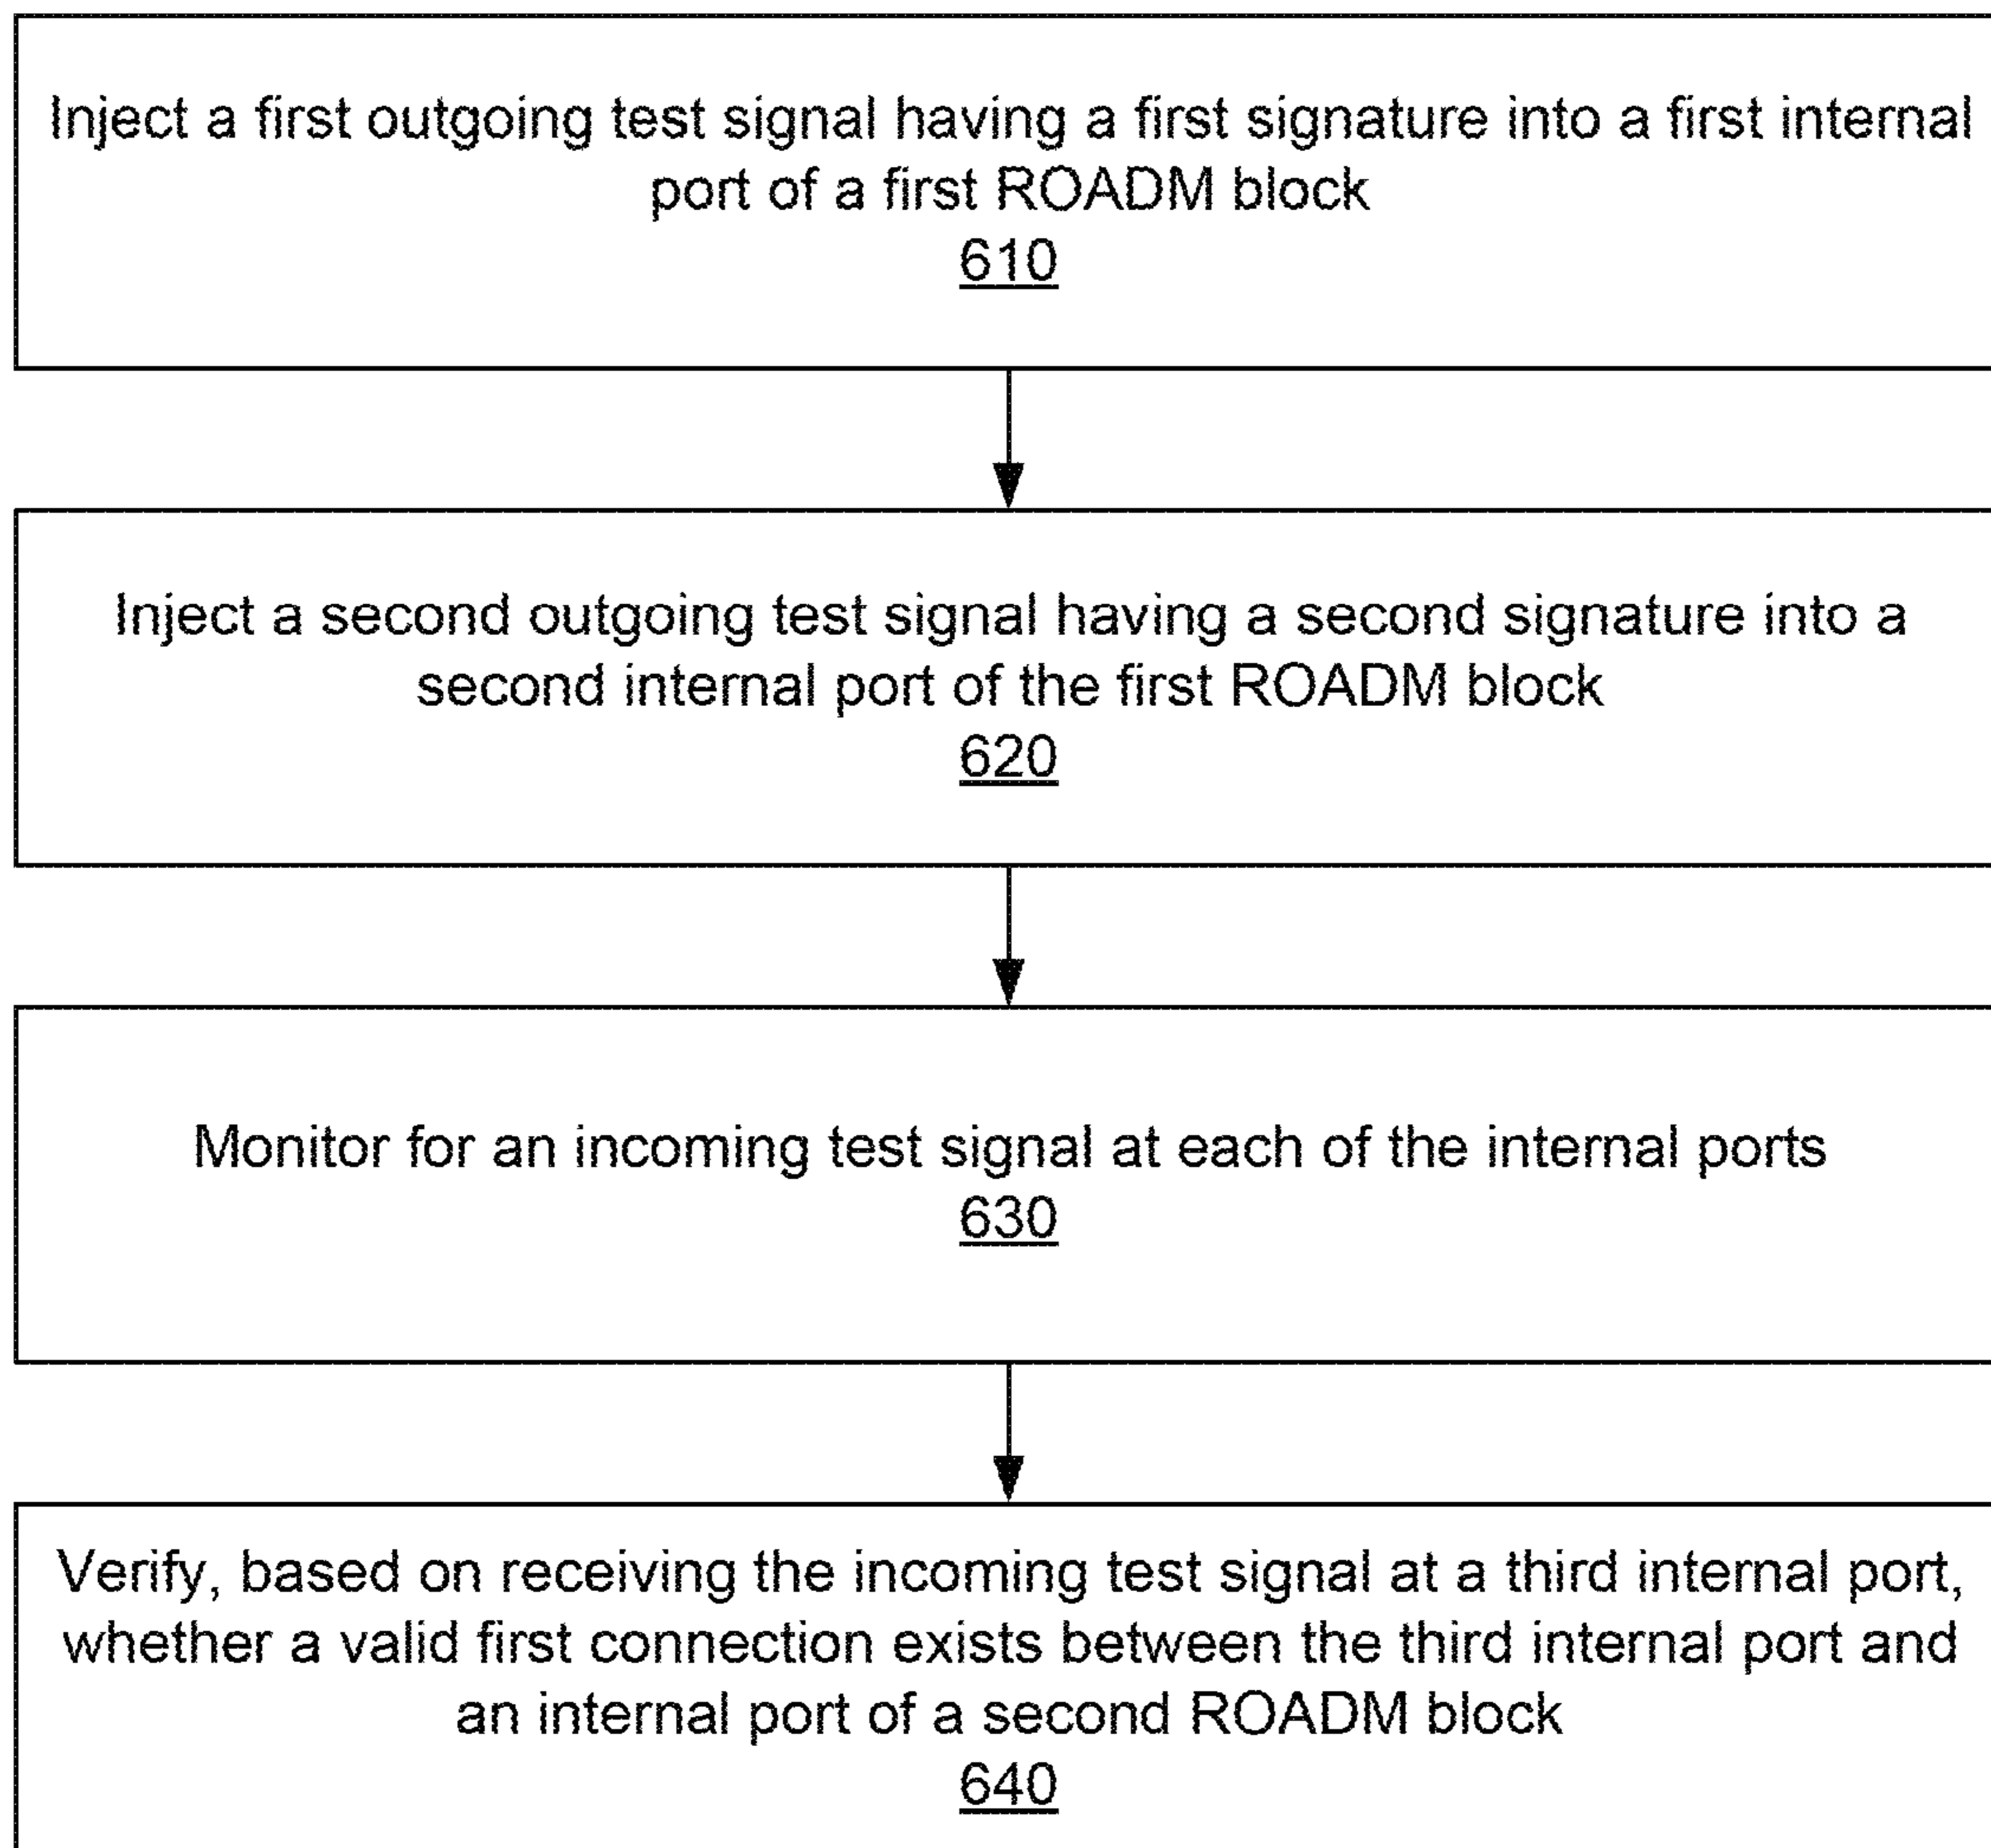 Inject a first outgoing test signal having a first signature into a first internal
port of a first ROADM block
610
Inject a second outgoing test signal having a second signature into a
second internal port of the first ROADM block
620
Monitor for an incoming test signal at each of the internal ports
630
Verify, based on receiving the incoming test signal at a third internal port,
whether a valid first connection exists between the third internal port and
an internal port of a second ROADM block
640